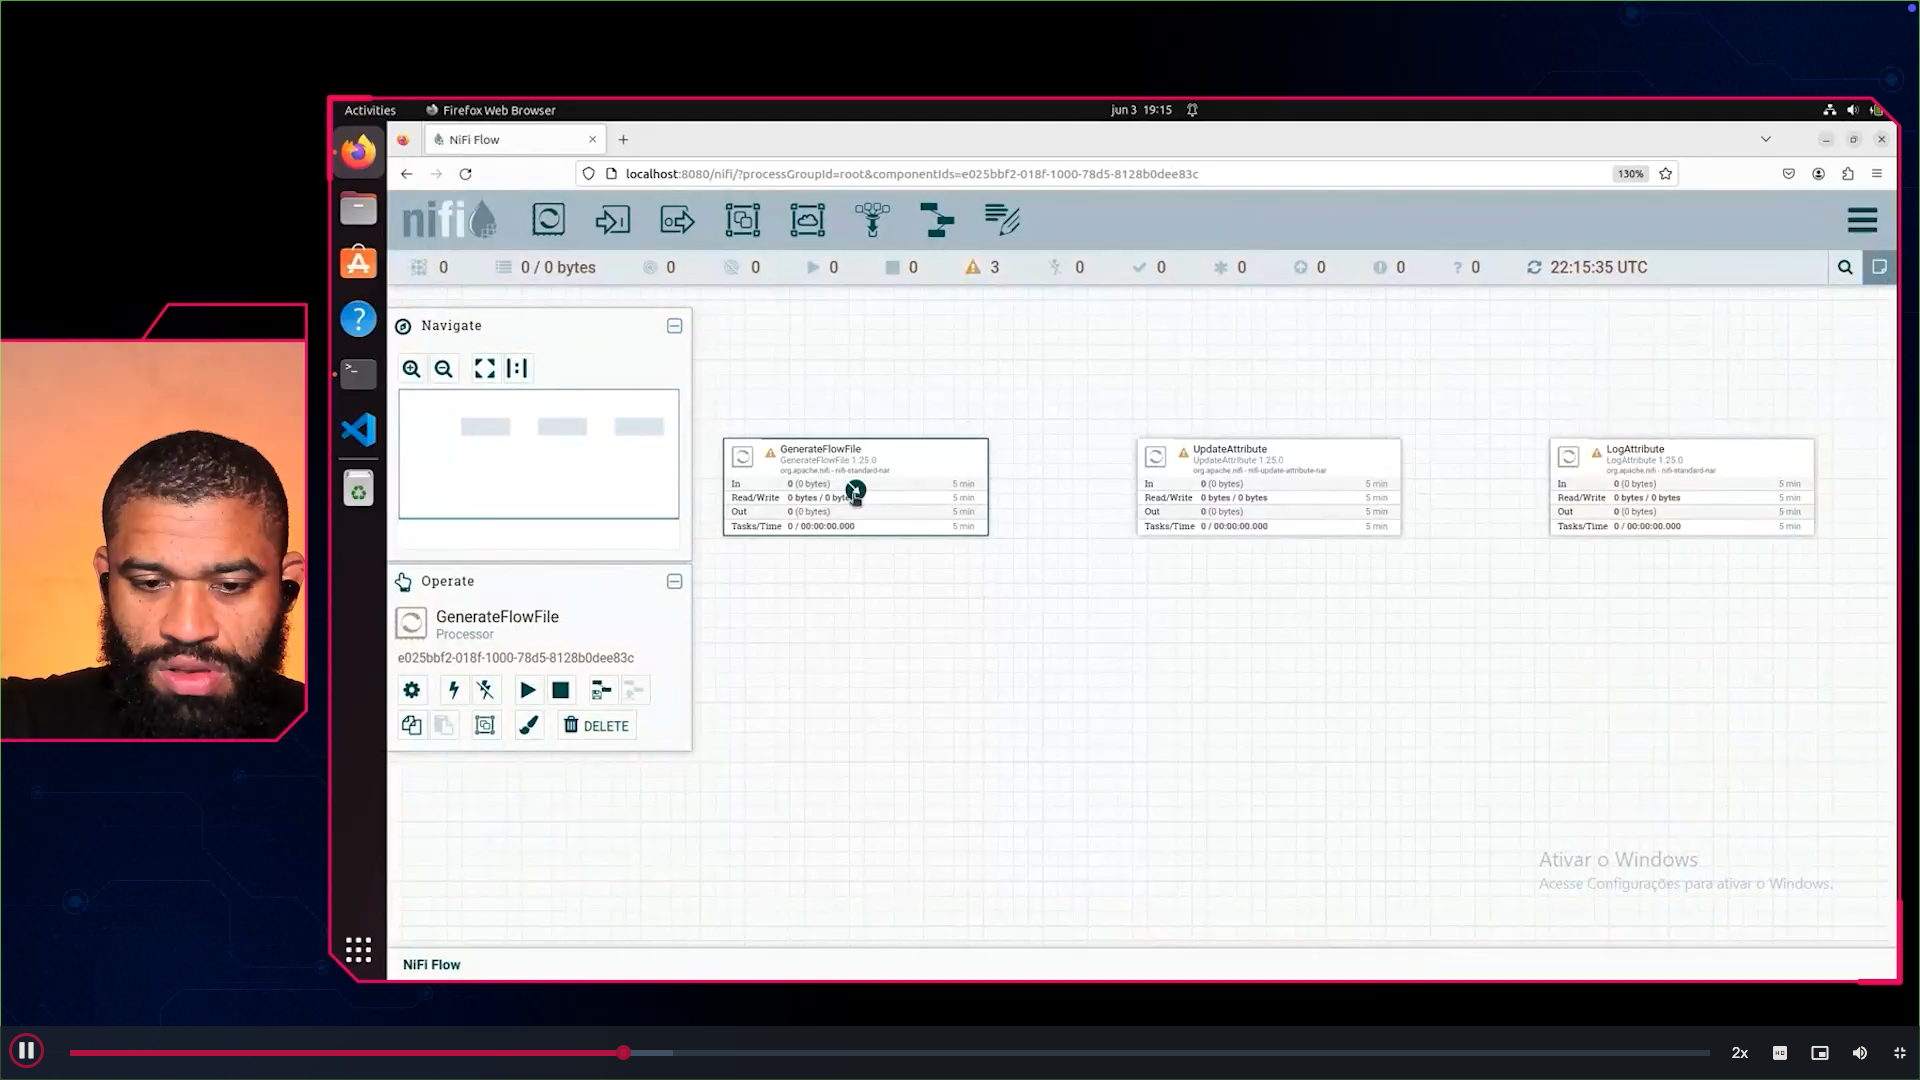 Activities
Firefox Web Browser
jun 3 19:15
NiFi Flow
localhost:8080/nifi/?processGroupId=root&componentIds=e025bbf2-018f-1000-78d5-8128b0dee83c
130%
nifi
0
0 / 0 bytes
0
0
0
0
3
0
0
0
0
0
? 0
22:15:35 UTC
Navigate
GenerateFlowFile
GenerateFlowFile 1.25.0
org.apache.nifi - nifi-standard-nar
In 0 (0 bytes) 5 min
Read/Write 0 bytes / 0 5 min
Out 0 (0 bytes) 5 min
Tasks/Time 0 / 00:00:00.000 5 min
UpdateAttribute
UpdateAttribute 1.25.0
org.apache.nifi - nifi-update-attribute-nar
In 0 (0 bytes) 5 min
Read/Write 0 bytes / 0 bytes 5 min
Out 0 (0 bytes) 5 min
Tasks/Time 0 / 00:00:00.000 5 min
LogAttribute
LogAttribute 1.25.0
org.apache.nifi - nifi-standard-nar
In 0 (0 bytes) 5 min
Read/Write 0 bytes / 0 bytes 5 min
Out 0 (0 bytes) 5 min
Tasks/Time 0 / 00:00:00.000 5 min
Operate
GenerateFlowFile
Processor
e025bbf2-018f-1000-78d5-8128b0dee83c
DELETE
Ativar o Windows
Acesse Configurações para ativar o Windows.
NiFi Flow
2x
HD